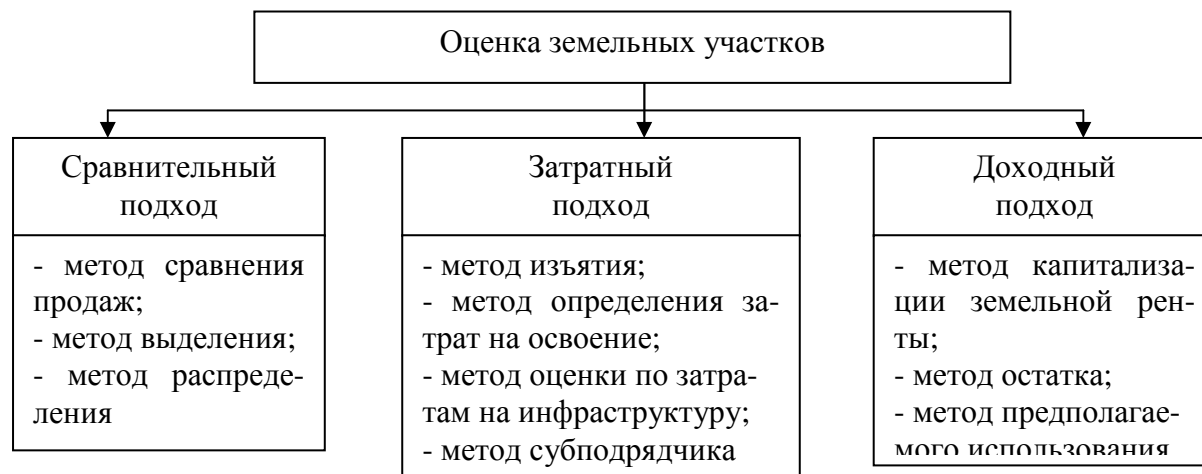 Оценка земельных участков
Сравнительный
подход
- метод сравнения
продаж;
- метод выделения;
- метод распреде-
ления
Затратный
подход
- метод изъятия;
- метод определения за-
трат на освоение;
- метод оценки по затра-
там на инфраструктуру;
- метод субподрядчика
Доходный
подход
- метод капитализа-
ции земельной рен-
ты;
- метод остатка;
- метод предполагае-
мого использования